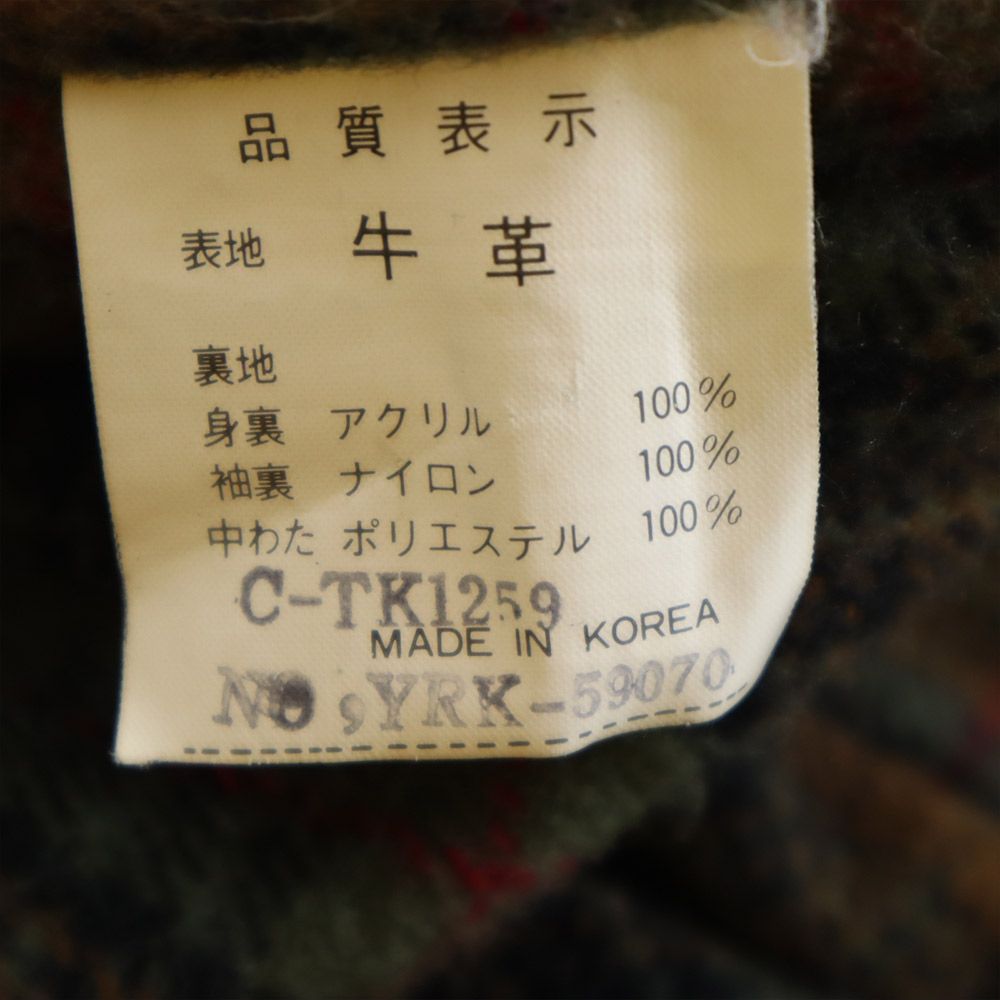 品質表示
表地 牛革
裏地
身裏 アクリル 100%
袖裏 ナイロン 100%
中わた ポリエステル 100%
C-TK1259
MADE IN KOREA
NO,YRK-59070